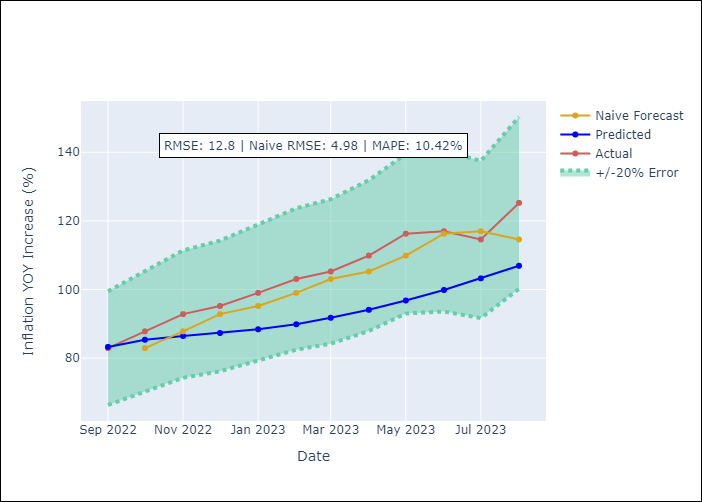 Naive Forecast
Predicted
Actual
+/-20% Error
RMSE: 12.8 | Naive RMSE: 4.98 | MAPE: 10.42%
140
120
100
80
Inflation YOY Increase (%)
Sep 2022 Nov 2022 Jan 2023 Mar 2023 May 2023 Jul 2023
Date